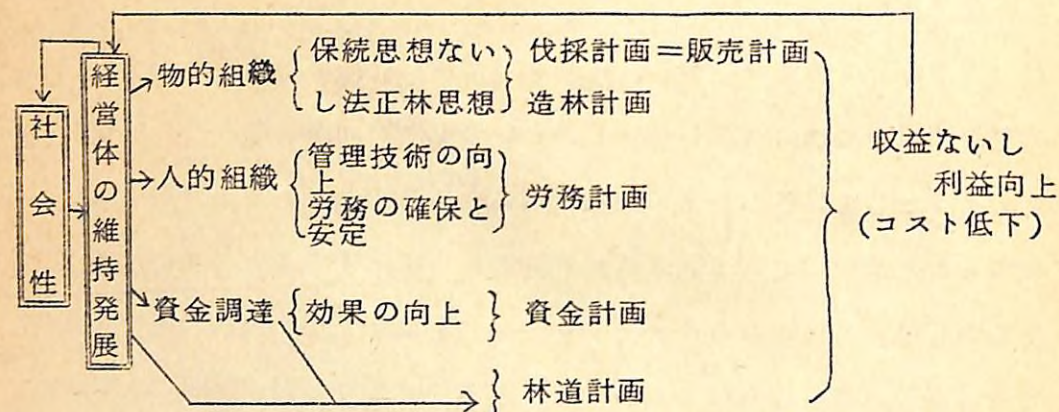 社会性
経営体の維持発展
物的組織
保続思想ない
し法正林思想
伐採計画＝販売計画
造林計画
人的組織
管理技術の向
上
労務の確保と
安定
労務計画
資金調達
効果の向上
資金計画
林道計画
収益ないし
利益向上
(コスト低下)